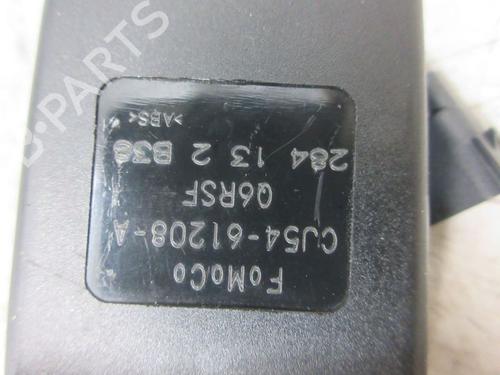 FoMoCo
CJ54-61208-A
Q6RSF
284 13 2 B38
>ABS<
B-PARTS